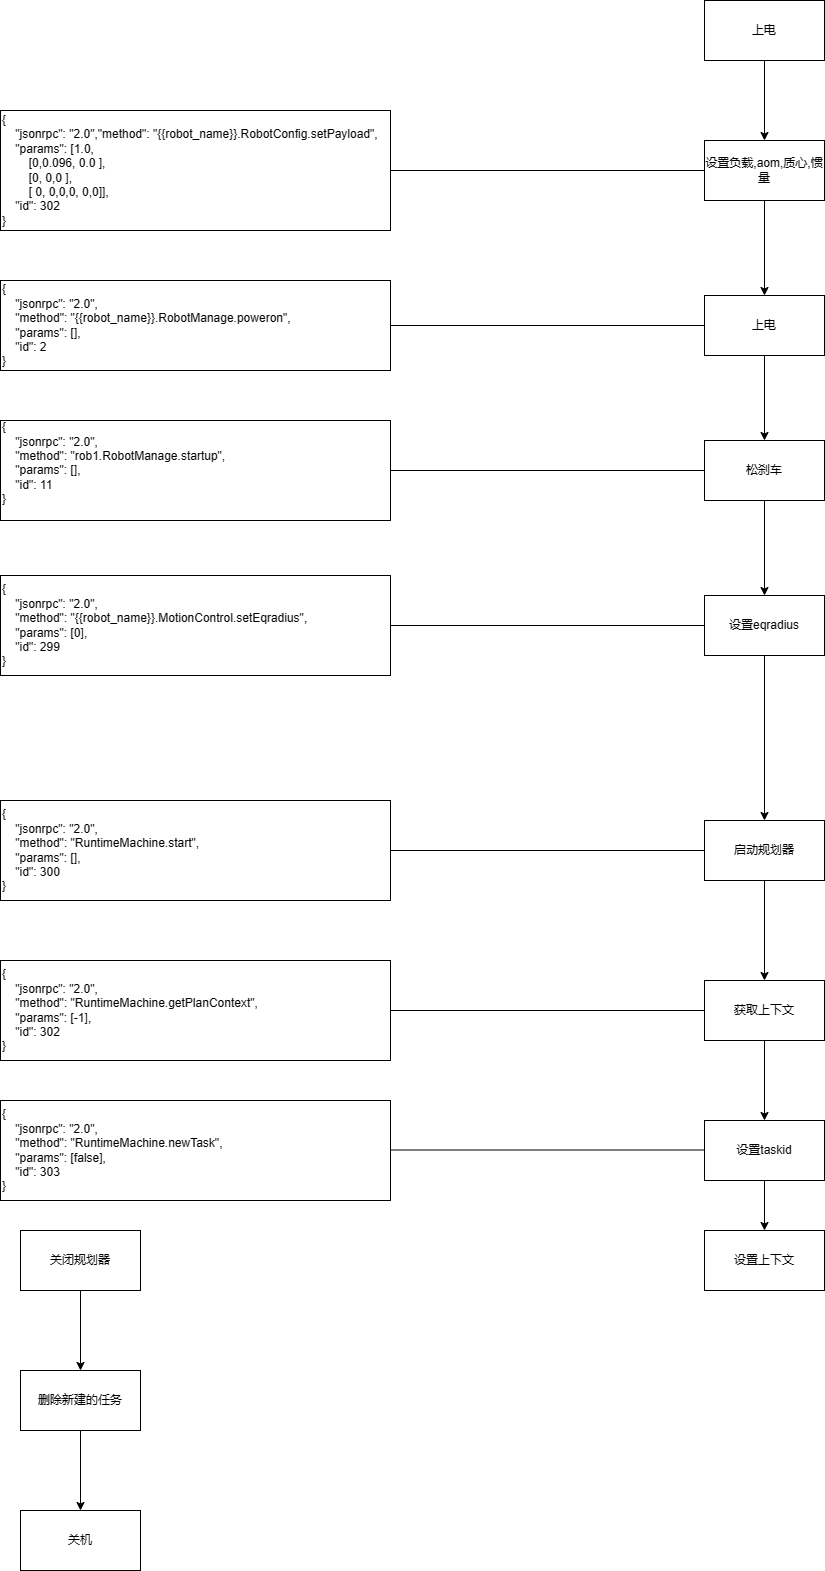 上电
{
"jsonrpc": "2.0","method": "{{robot_name}}.RobotConfig.setPayload",
"params": [1.0,
[0,0.096, 0.0 ],
[0, 0,0 ],
[ 0, 0,0,0, 0,0]],
"id": 302
}
设置负载,aom,质心,惯
量
{
"jsonrpc": "2.0",
"method": "{{robot_name}}.RobotManage.poweron",
"params": [],
"id": 2
}
上电
{
"jsonrpc": "2.0",
"method": "rob1.RobotManage.startup",
"params": [],
"id": 11
}
松刹车
{
"jsonrpc": "2.0",
"method": "{{robot_name}}.MotionControl.setEqradius",
"params": [0],
"id": 299
}
设置eqradius
{
"jsonrpc": "2.0",
"method": "RuntimeMachine.start",
"params": [],
"id": 300
}
启动规划器
{
"jsonrpc": "2.0",
"method": "RuntimeMachine.getPlanContext",
"params": [-1],
"id": 302
}
获取上下文
{
"jsonrpc": "2.0",
"method": "RuntimeMachine.newTask",
"params": [false],
"id": 303
}
设置taskid
关闭规划器
设置上下文
删除新建的任务
关机